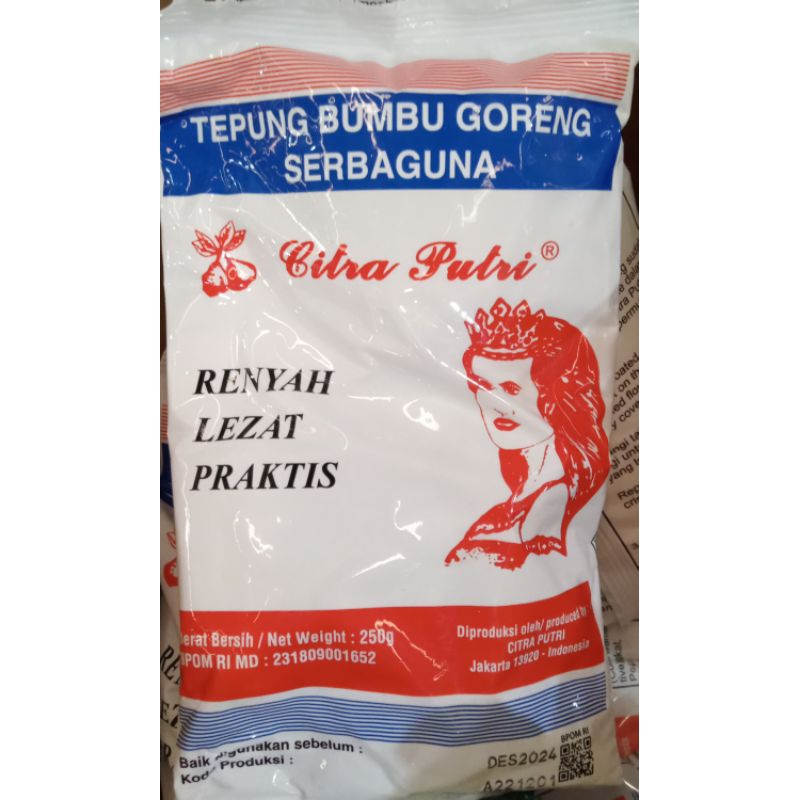 TEPUNG BUMBU GORENG
SERBAGUNA
Citra Putri ®
RENYAH
LEZAT
PRAKTIS
Berat Bersih / Net Weight : 250g
BPOM RI MD : 231809001652
Diproduksi oleh/ produced by
CITRA PUTRI
Jakarta 13920 - Indonesia
Baik digunakan sebelum :
Kode Produksi :
BPOM RI
DES2024
A221201